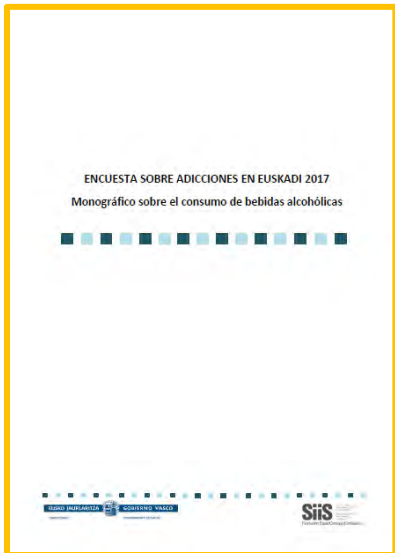 ENCUESTA SOBRE ADICCIONES EN EUSKADI 2017
Monográfico sobre el consumo de bebidas alcohólicas
EUSKO JAURLARITZA GOBIERNO VASCO
SiiS